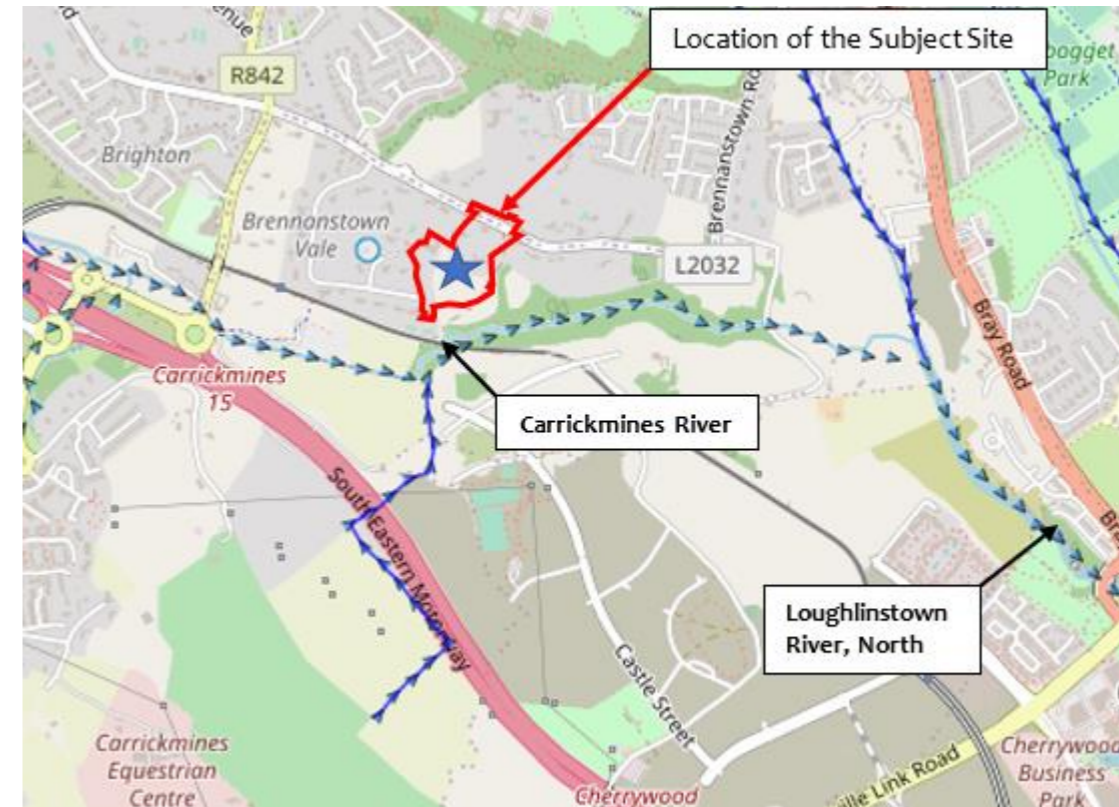 Location of the Subject Site
R842
Park
Brighton
Brennanstown Road
Brennanstown
Vale
L2032
Bray Road
Carrickmines
15
Carrickmines River
South Eastern Motorway
Loughlinstown
River, North
Castle Street
Carrickmines
Equestrian
Centre
Cherrywood
Link Road
Cherrywood
Business
Park